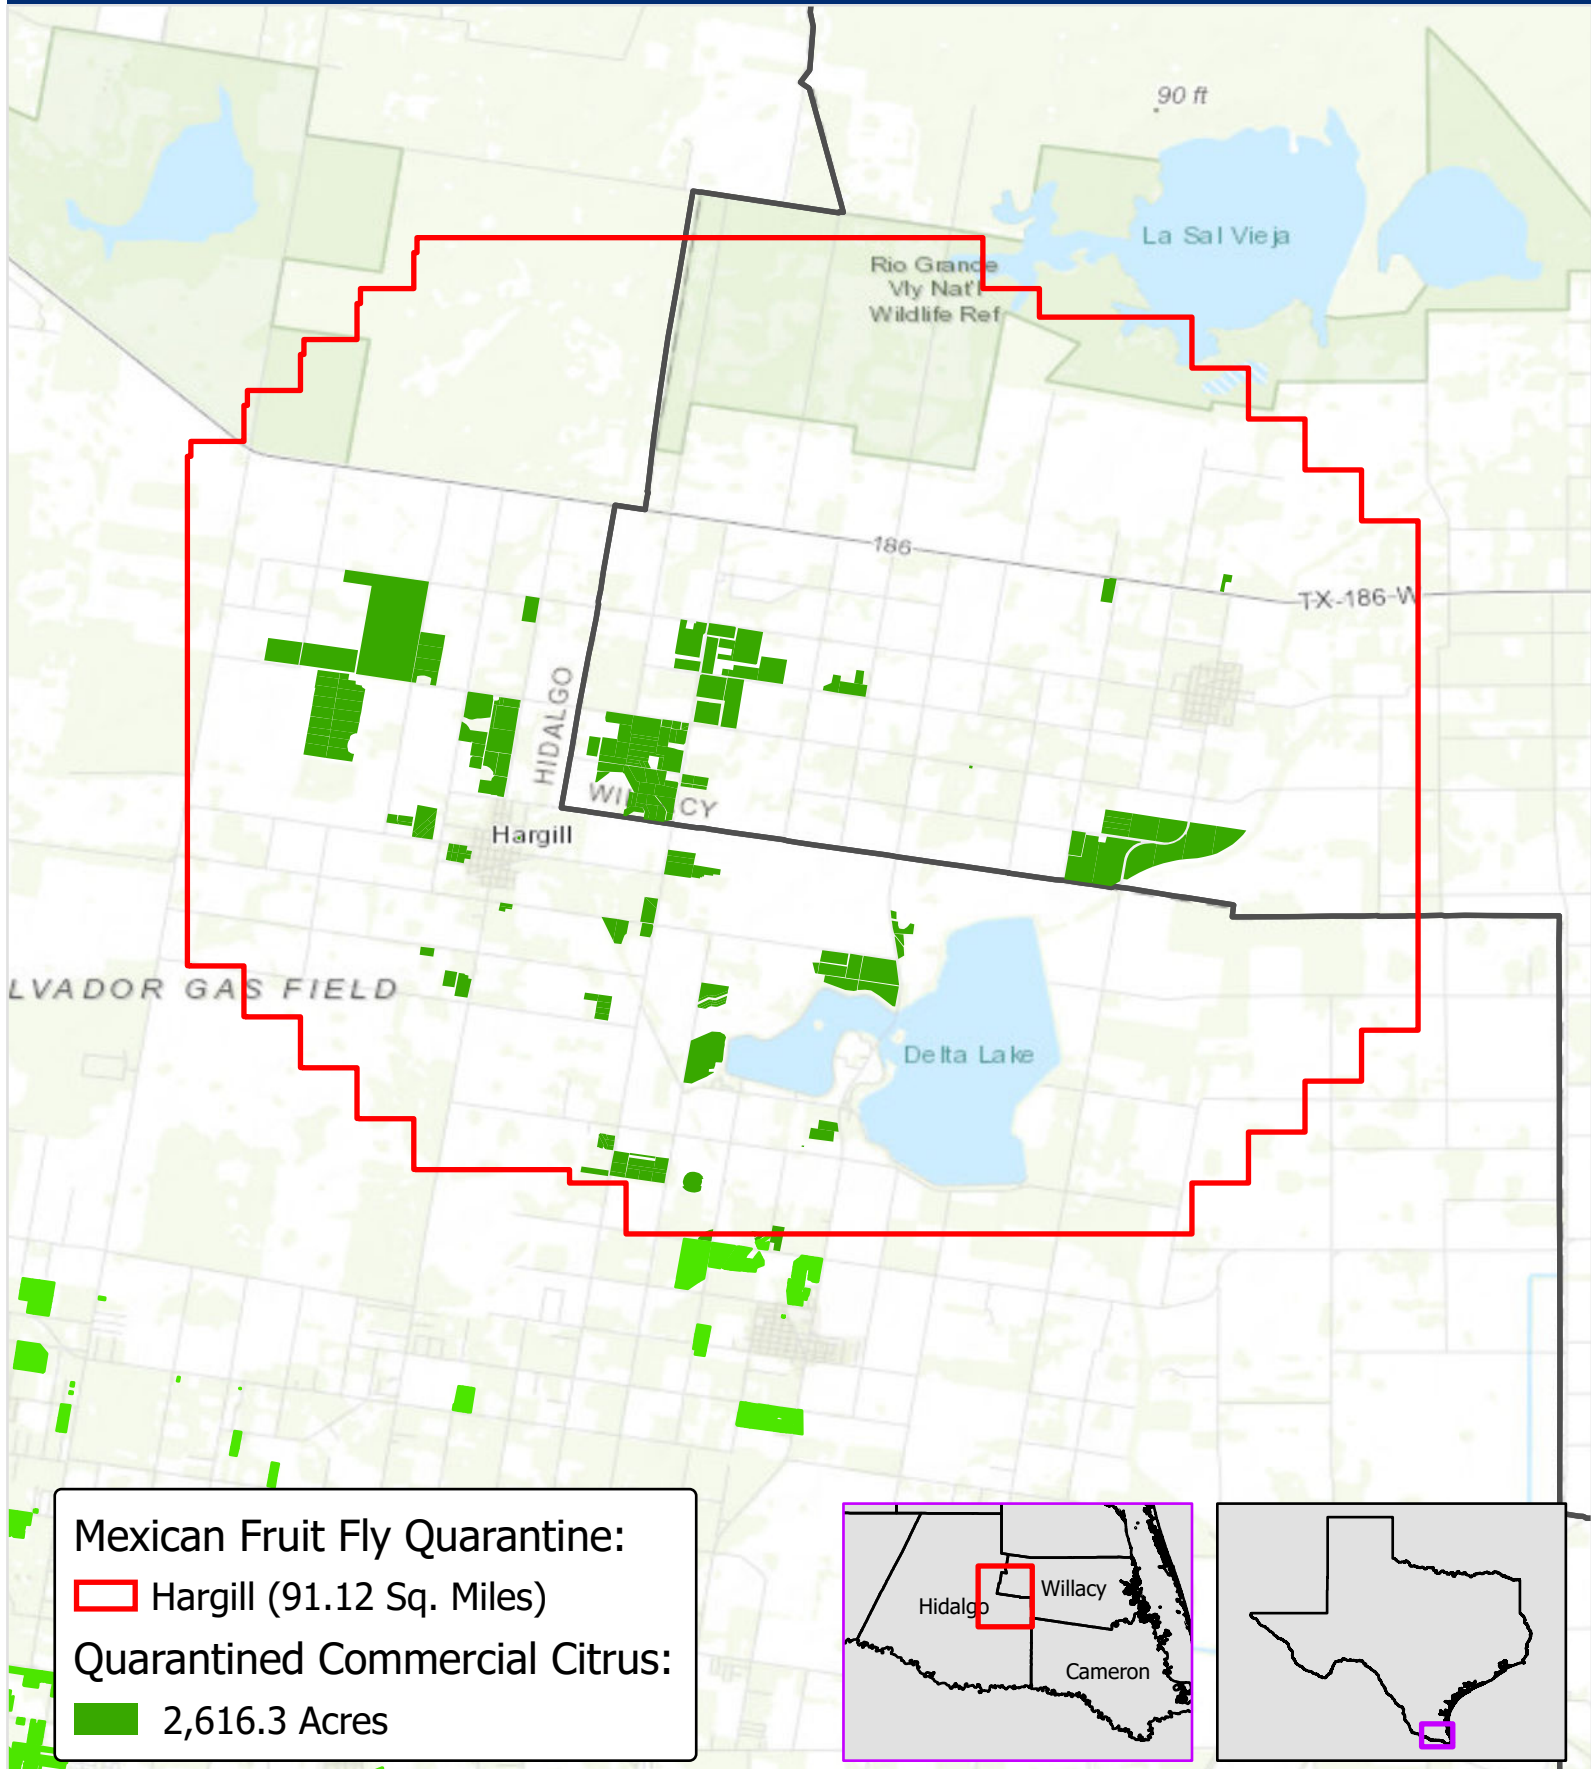 90 ft
La Sal Vieja
Rio Grande
Vly Nat'l
Wildlife Ref
186
TX-186-W
HIDALGO
WILLACY
Hargill
LVADOR GAS FIELD
Delta Lake
Mexican Fruit Fly Quarantine:
Hargill (91.12 Sq. Miles)
Quarantined Commercial Citrus:
2,616.3 Acres
Hidalgo
Willacy
Cameron